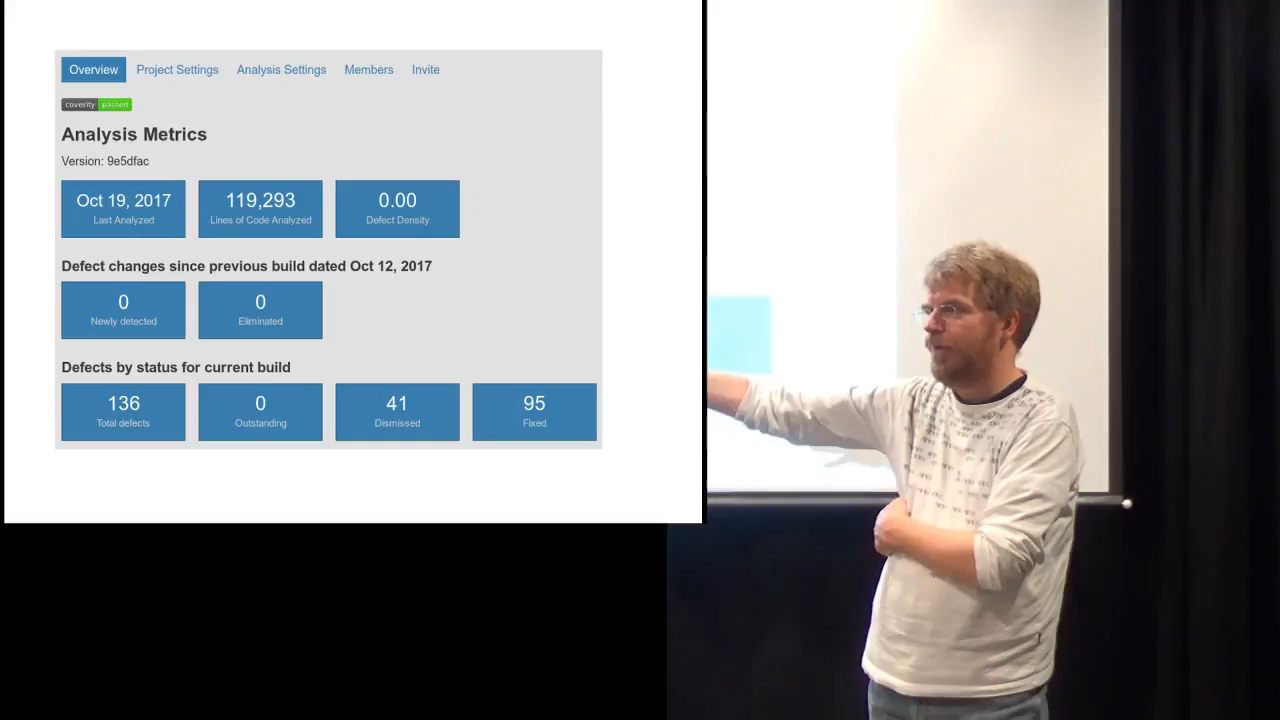 Overview Project Settings Analysis Settings Members Invite
coverity passed
Analysis Metrics
Version: 9e5dfac
Oct 19, 2017 119,293 0.00
Last Analyzed Lines of Code Analyzed Defect Density
Defect changes since previous build dated Oct 12, 2017
0 0
Newly detected Eliminated
Defects by status for current build
136 0 41 95
Total defects Outstanding Dismissed Fixed